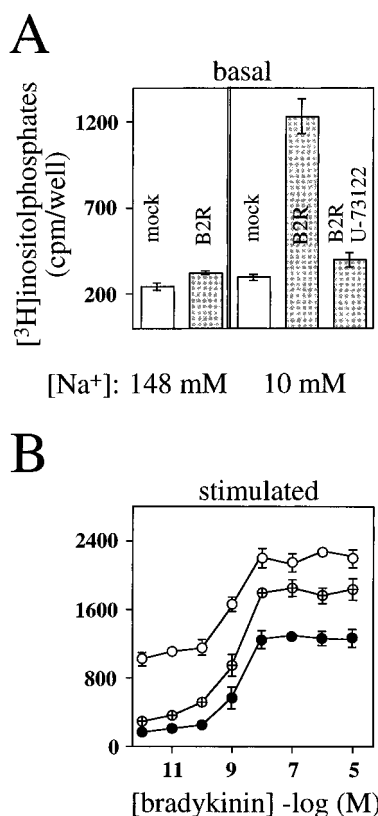 A
basal
[³H]inositolphosphates
(cpm/well)
1200
700
200
mock
B2R
mock
B2R
B2R
U-73122
[Na⁺]: 148 mM 10 mM
B
stimulated
2400
1600
800
0
11 9 7 5
[bradykinin] -log (M)